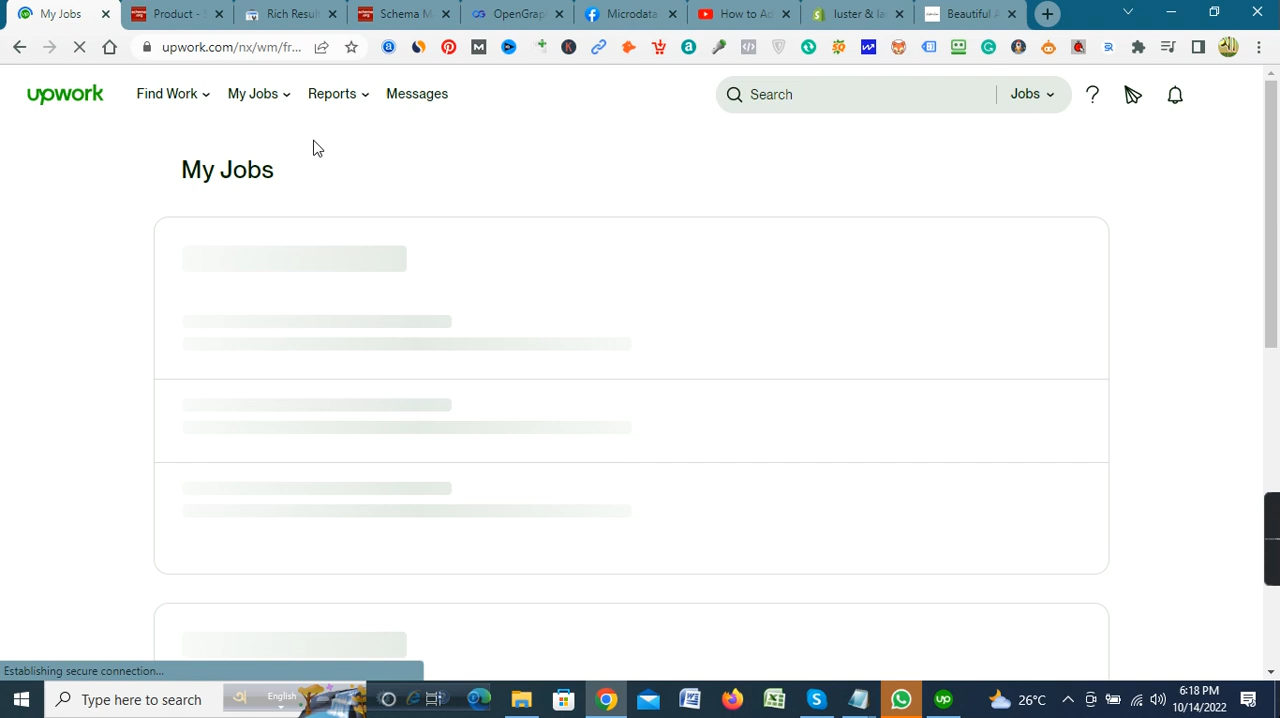 My Jobs
Product - S
Rich Resul
Schema M
OpenGrap
Microdata
How to Ad
luster & la
Beautiful A
upwork.com/nx/wm/fr...
upwork
Find Work
My Jobs
Reports
Messages
Search
Jobs
My Jobs
Establishing secure connection...
Type here to search
English
26°C
6:18 PM
10/14/2022